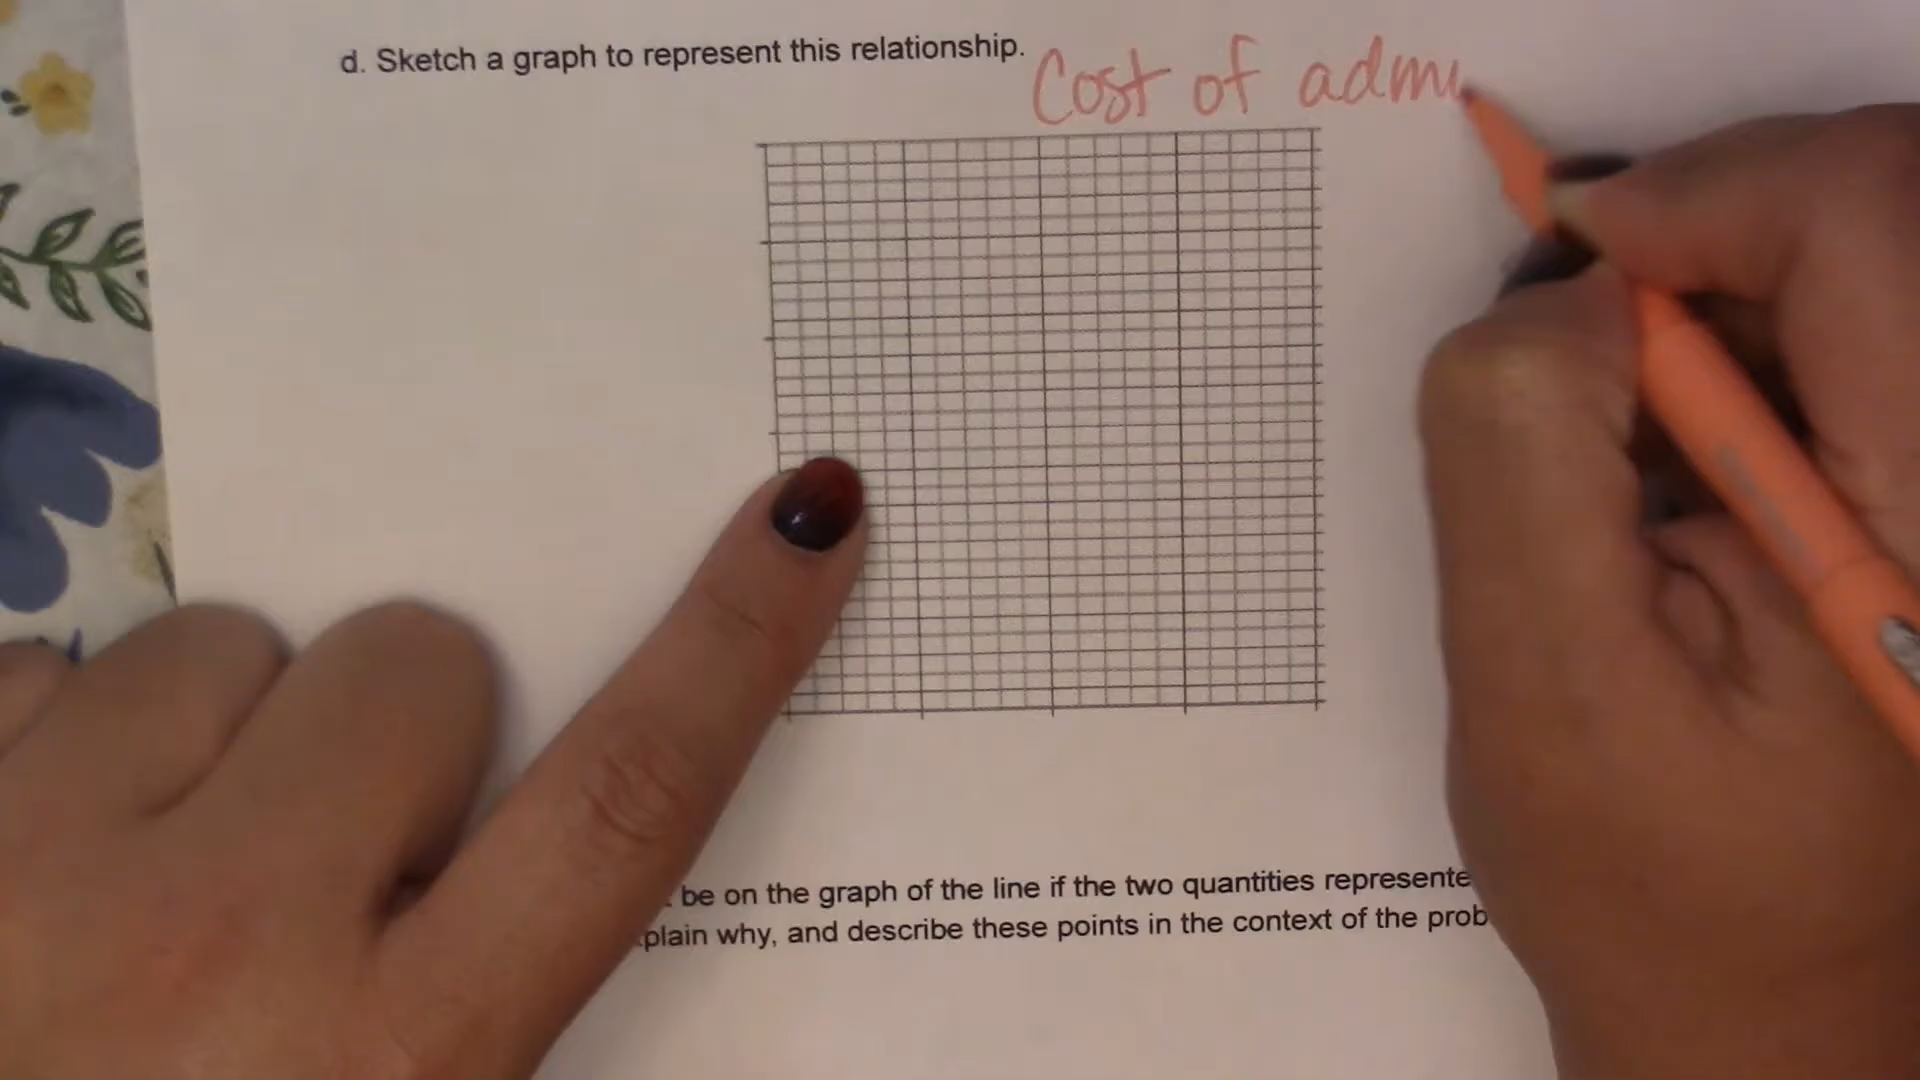 d. Sketch a graph to represent this relationship.
Cost of admi
be on the graph of the line if the two quantities represente
plain why, and describe these points in the context of the prob